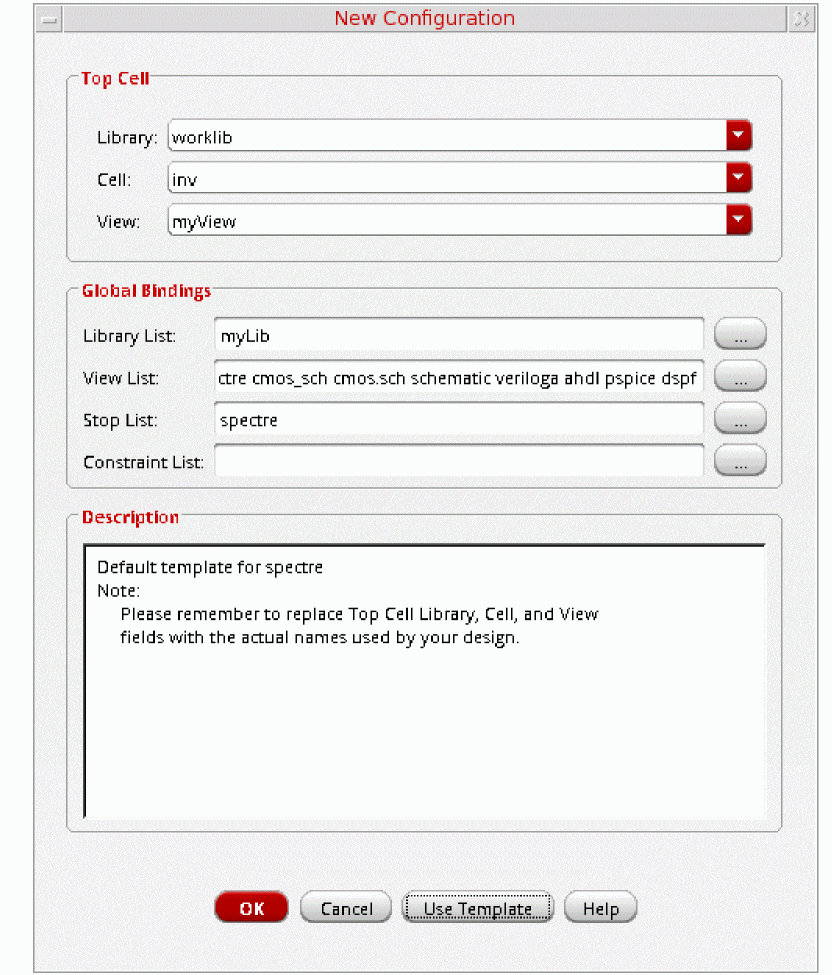 New Configuration
Top Cell
Library: worklib
Cell: inv
View: myView
Global Bindings
Library List: myLib ...
View List: ctre cmos_sch cmos.sch schematic veriloga ahdl pspice dspf ...
Stop List: spectre ...
Constraint List: ...
Description
Default template for spectre
Note:
Please remember to replace Top Cell Library, Cell, and View
fields with the actual names used by your design.
OK Cancel Use Template Help